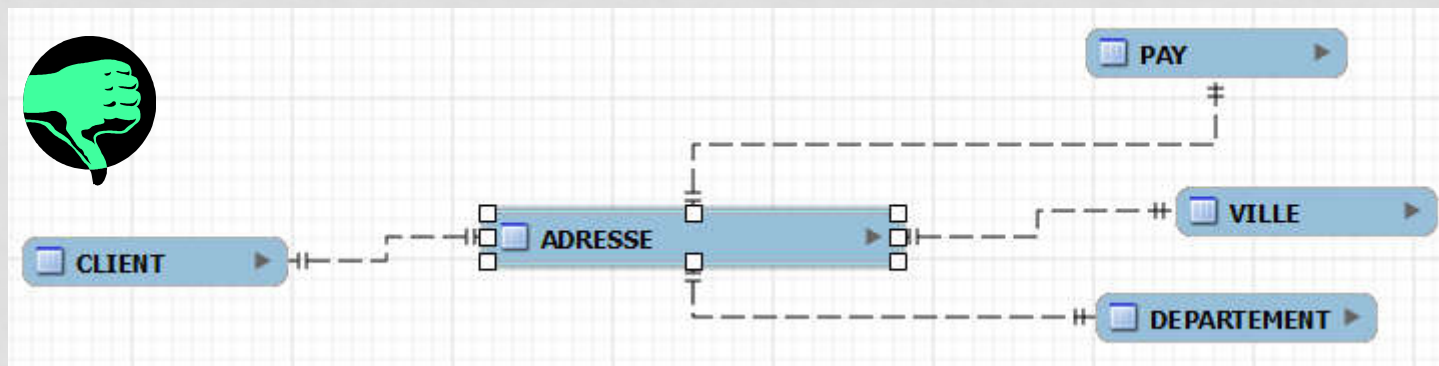 PAY
VILLE
ADRESSE
CLIENT
DEPARTEMENT